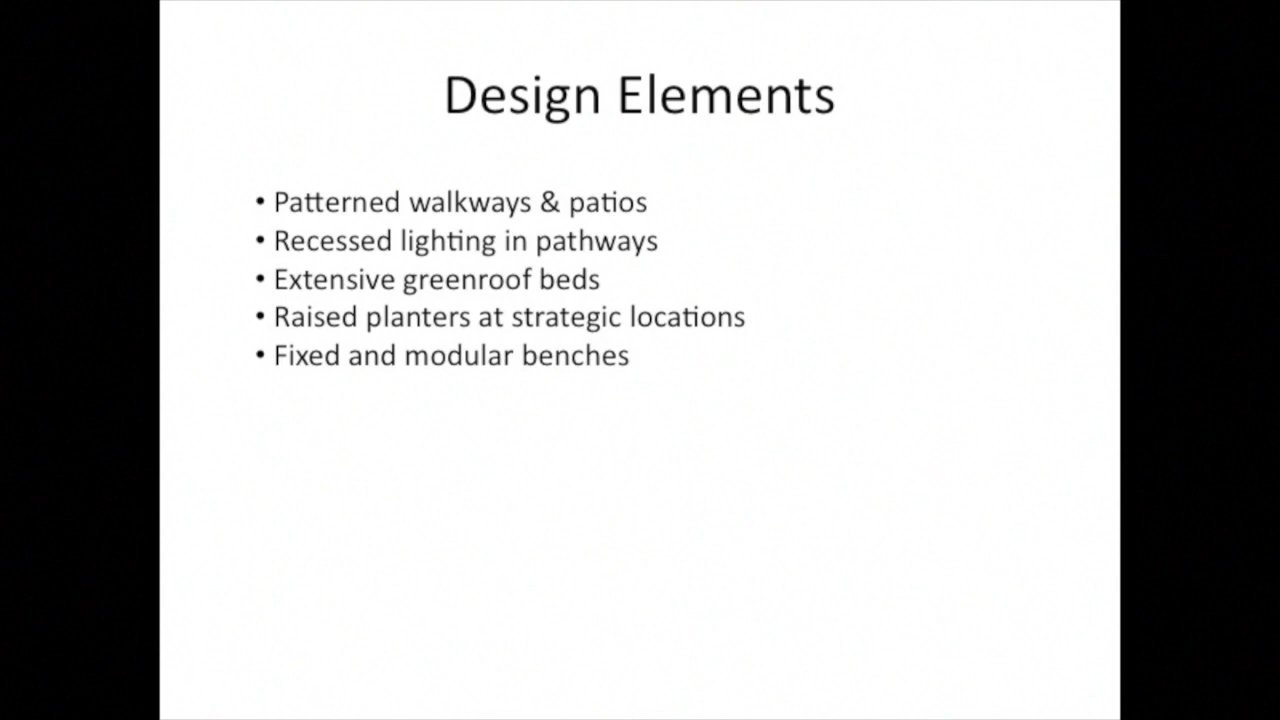 Design Elements
• Patterned walkways & patios
• Recessed lighting in pathways
• Extensive greenroof beds
• Raised planters at strategic locations
• Fixed and modular benches